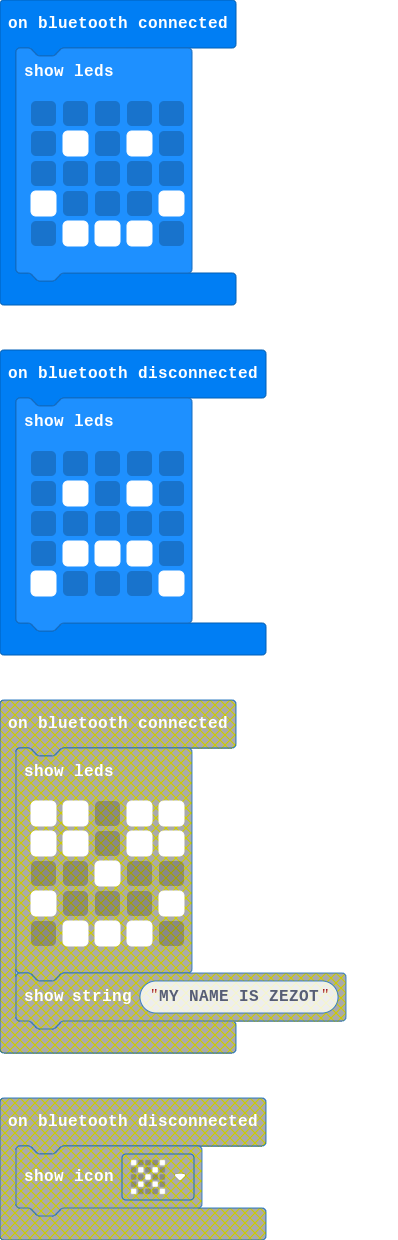 on bluetooth connected
show leds
on bluetooth disconnected
show leds
on bluetooth connected
show leds
show string "MY NAME IS ZEZOT"
on bluetooth disconnected
show icon